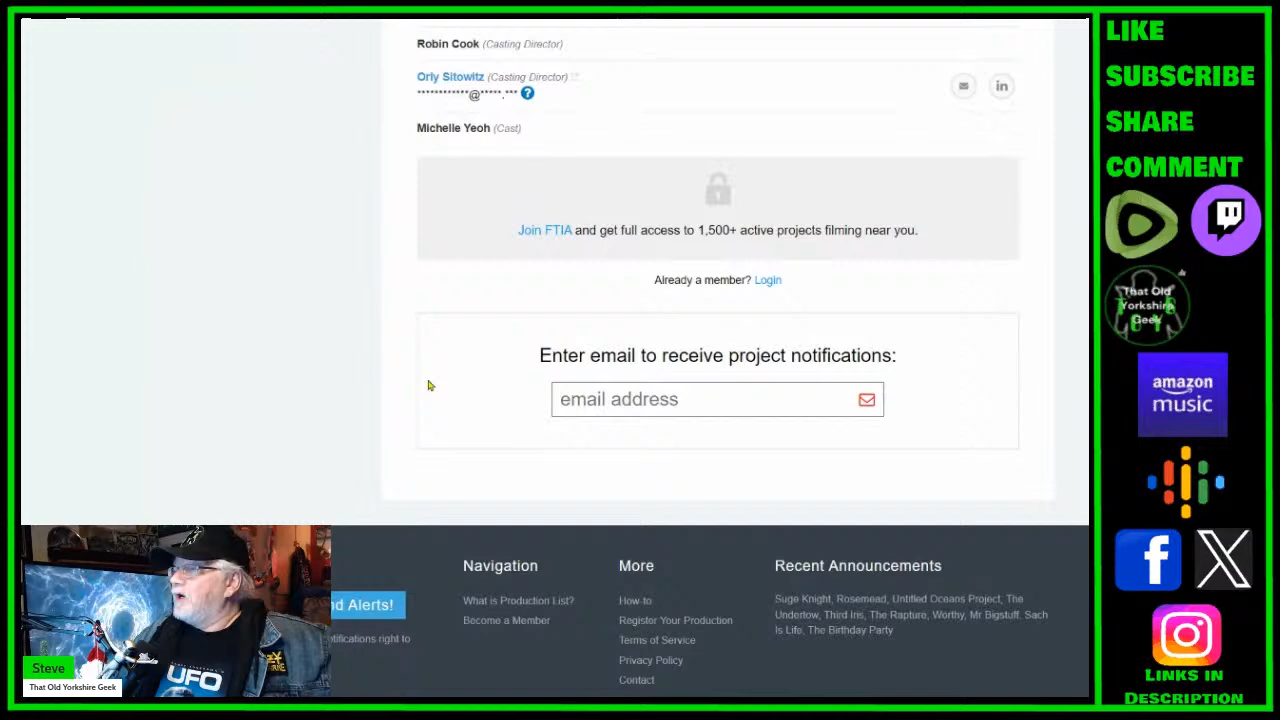 Robin Cook (Casting Director)
Orly Sitowitz (Casting Director)
************@*****.*** ?
in
Michelle Yeoh (Cast)
Join FTIA and get full access to 1,500+ active projects filming near you.
Already a member? Login
Enter email to receive project notifications:
email address
nd Alerts!
tifications right to
Navigation
What is Production List?
Become a Member
More
How-to
Register Your Production
Terms of Service
Privacy Policy
Contact
Recent Announcements
Suge Knight, Rosemead, Untitled Oceans Project, The
Undertow, Third Iris, The Rapture, Worthy, Mr Bigstuff, Sach
Is Life, The Birthday Party
UFO
Steve
That Old Yorkshire Geek
LIKE
SUBSCRIBE
SHARE
COMMENT
That Old
Yorkshire
Geek
amazon
music
f
X
Links in
Description